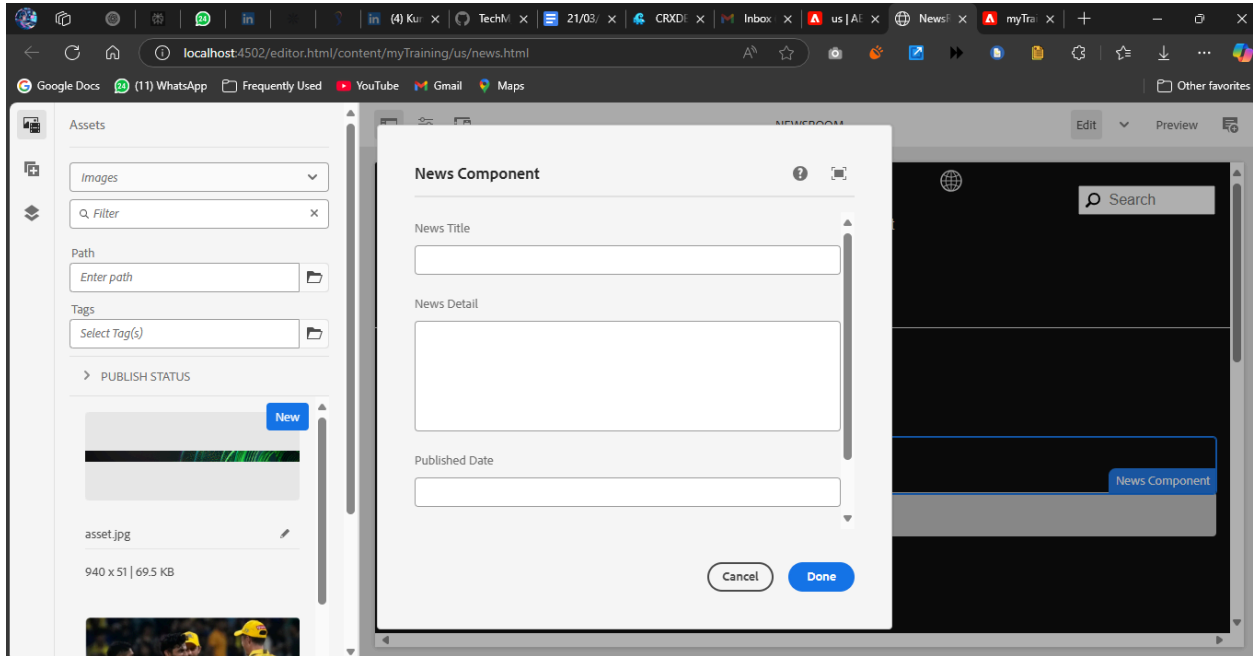 in (4) Kur TechM 21/03/ CRXDE Inbox us | AE NewsF myTrai
localhost:4502/editor.html/content/myTraining/us/news.html
Google Docs (11) WhatsApp Frequently Used YouTube Gmail Maps Other favorites
Assets
Edit Preview
Images
Filter
Path
Enter path
Tags
Select Tag(s)
PUBLISH STATUS
New
asset.jpg
940 x 51 | 69.5 KB
News Component
News Title
News Detail
Published Date
Cancel Done
Search
News Component